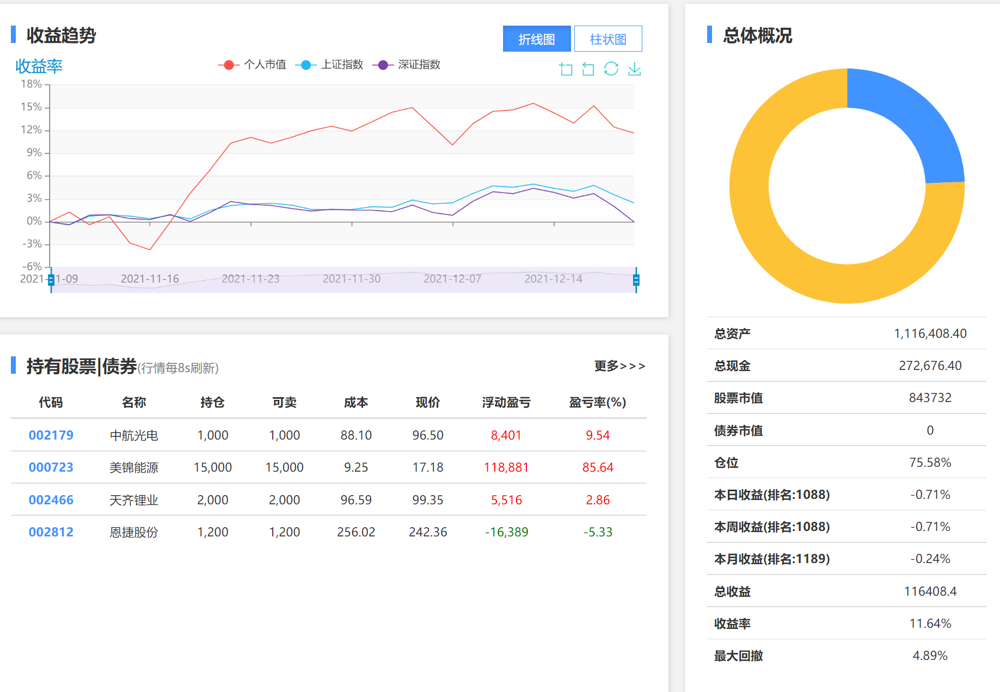 收益趋势
折线图 柱状图
收益率
个人市值 上证指数 深证指数
18%
15%
12%
9%
6%
3%
0%
-3%
-6%
2021-11-09 2021-11-16 2021-11-23 2021-11-30 2021-12-07 2021-12-14
持有股票|债券(行情每8s刷新) 更多>>>
代码 名称 持仓 可卖 成本 现价 浮动盈亏 盈亏率(%)
002179 中航光电 1,000 1,000 88.10 96.50 8,401 9.54
000723 美锦能源 15,000 15,000 9.25 17.18 118,881 85.64
002466 天齐锂业 2,000 2,000 96.59 99.35 5,516 2.86
002812 恩捷股份 1,200 1,200 256.02 242.36 -16,389 -5.33
总体概况
总资产 1,116,408.40
总现金 272,676.40
股票市值 843732
债券市值 0
仓位 75.58%
本日收益(排名:1088) -0.71%
本周收益(排名:1088) -0.71%
本月收益(排名:1189) -0.24%
总收益 116408.4
收益率 11.64%
最大回撤 4.89%